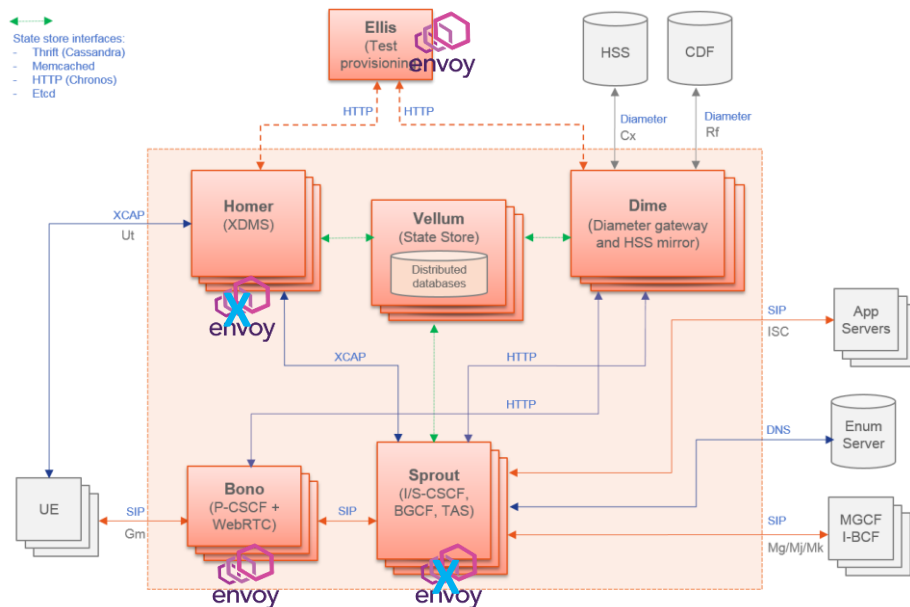 State store interfaces:
- Thrift (Cassandra)
- Memcached
- HTTP (Chronos)
- Etcd
Ellis
(Test
provisioning
envoy
HSS
CDF
HTTP
HTTP
Diameter
Cx
Diameter
Rf
Homer
(XDMS)
envoy
Vellum
(State Store)
Distributed
databases
Dime
(Diameter gateway
and HSS mirror)
XCAP
Ut
SIP
ISC
App
Servers
XCAP
HTTP
HTTP
DNS
Enum
Server
UE
SIP
Gm
Bono
(P-CSCF +
WebRTC)
envoy
SIP
Sprout
(I/S-CSCF,
BGCF, TAS)
envoy
SIP
Mg/Mj/Mk
MGCF
I-BCF